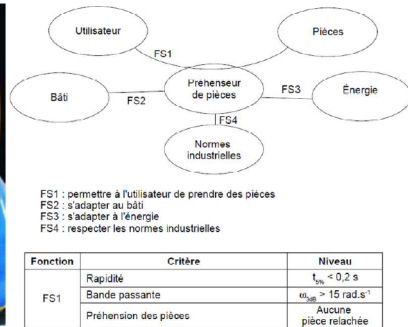 Utilisateur
Pièces
FS1
Préhenseur
de pièces
Bâti
FS2
FS3
Énergie
FS4
Normes
industrielles
FS1 : permettre à l'utilisateur de prendre des pièces
FS2 : s'adapter au bâti
FS3 : s'adapter à l'énergie
FS4 : respecter les normes industrielles
Fonction Critère Niveau
FS1
Rapidité t5% < 0,2 s
Bande passante ω0dB > 15 rad.s-1
Préhension des pièces Aucune
pièce relachée